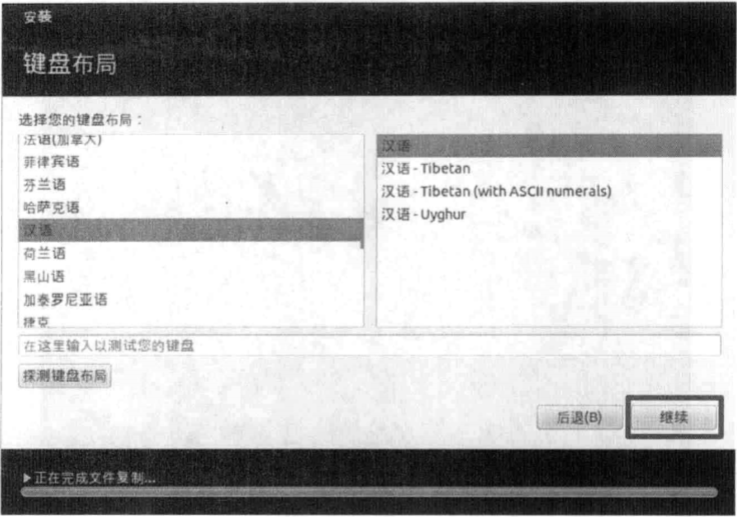 安装
键盘布局
选择您的键盘布局：
法语(加拿大)
菲律宾语
芬兰语
哈萨克语
汉语
荷兰语
黑山语
加泰罗尼亚语
捷克
汉语
汉语 - Tibetan
汉语 - Tibetan (with ASCII numerals)
汉语 - Uyghur
在这里输入以测试您的键盘
探测键盘布局
后退(B)
继续
▶正在完成文件复制...